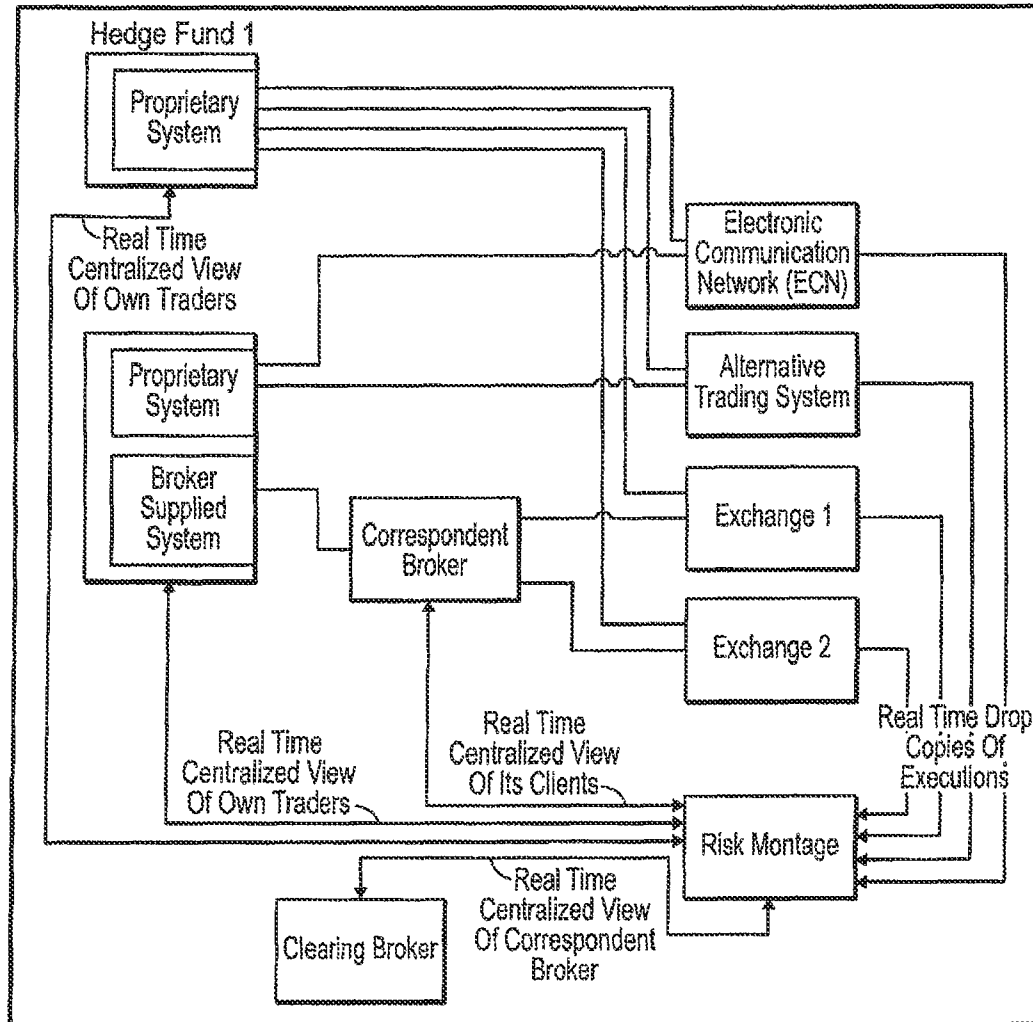 Hedge Fund 1
Proprietary
System
Real Time
Centralized View
Of Own Traders
Electronic
Communication
Network (ECN)
Proprietary
System
Alternative
Trading System
Broker
Supplied
System
Correspondent
Broker
Exchange 1
Exchange 2
Real Time Drop
Copies Of
Executions
Real Time
Centralized View
Of Own Traders
Real Time
Centralized View
Of Its Clients
Risk Montage
Clearing Broker
Real Time
Centralized View
Of Correspondent
Broker